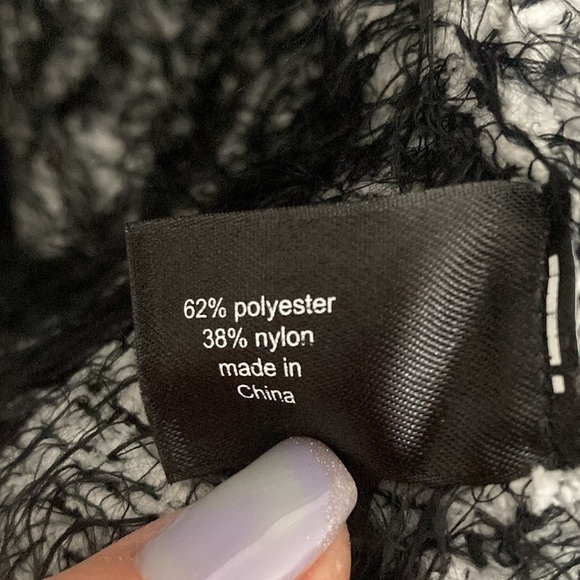 62% polyester
38% nylon
made in
China